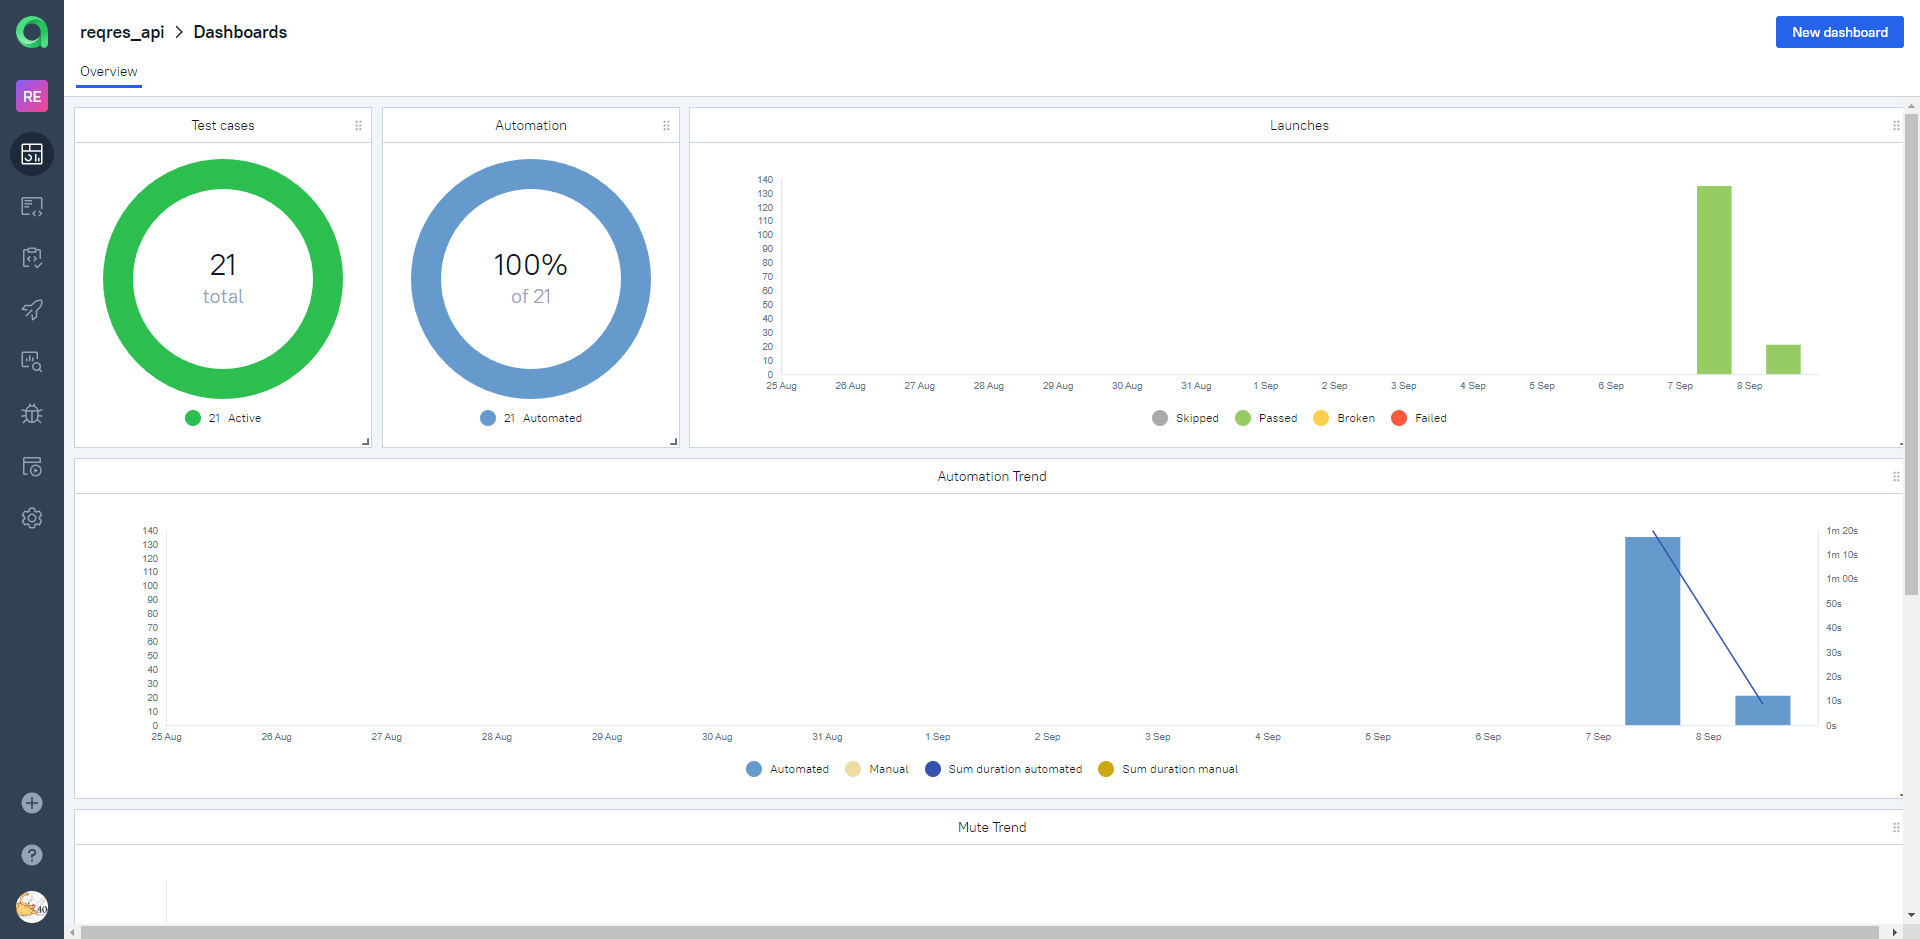 reqres_api > Dashboards
New dashboard
Overview
RE
Test cases
21
total
21 Active
Automation
100%
of 21
21 Automated
Launches
140
130
120
110
100
90
80
70
60
50
40
30
20
10
0
25 Aug 26 Aug 27 Aug 28 Aug 29 Aug 30 Aug 31 Aug 1 Sep 2 Sep 3 Sep 4 Sep 5 Sep 6 Sep 7 Sep 8 Sep
Skipped Passed Broken Failed
Automation Trend
140
130
120
110
100
90
80
70
60
50
40
30
20
10
0
1m 20s
1m 10s
1m 00s
50s
40s
30s
20s
10s
0s
25 Aug 26 Aug 27 Aug 28 Aug 29 Aug 30 Aug 31 Aug 1 Sep 2 Sep 3 Sep 4 Sep 5 Sep 6 Sep 7 Sep 8 Sep
Automated Manual Sum duration automated Sum duration manual
Mute Trend